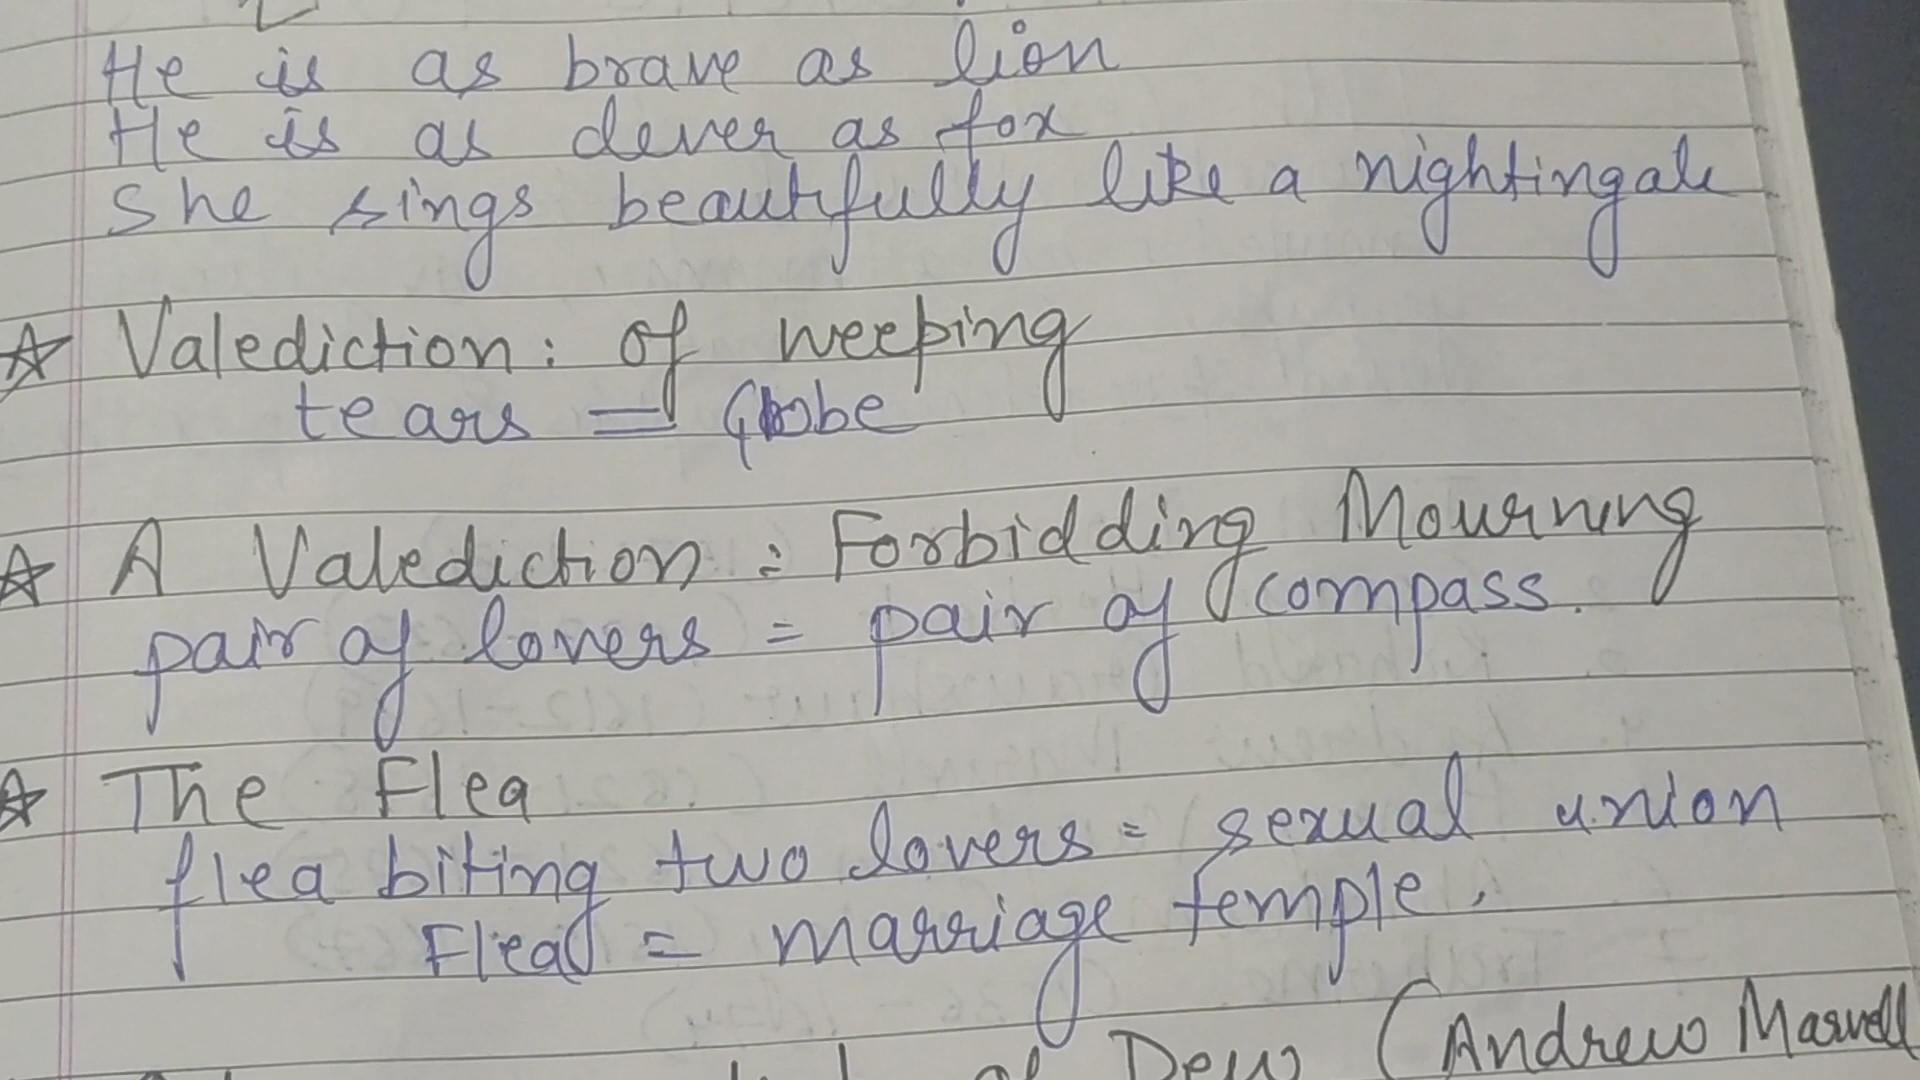 He is as brave as lion
He is as clever as fox
She sings beautifully like a nightingale
☆ Valediction: of weeping
tears = Globe
☆ A Valediction: Forbidding Mourning
pair of lovers = pair of compass.
☆ The Flea
flea biting two lovers = sexual union
Flea = marriage temple.
of Dew (Andrew Marvell